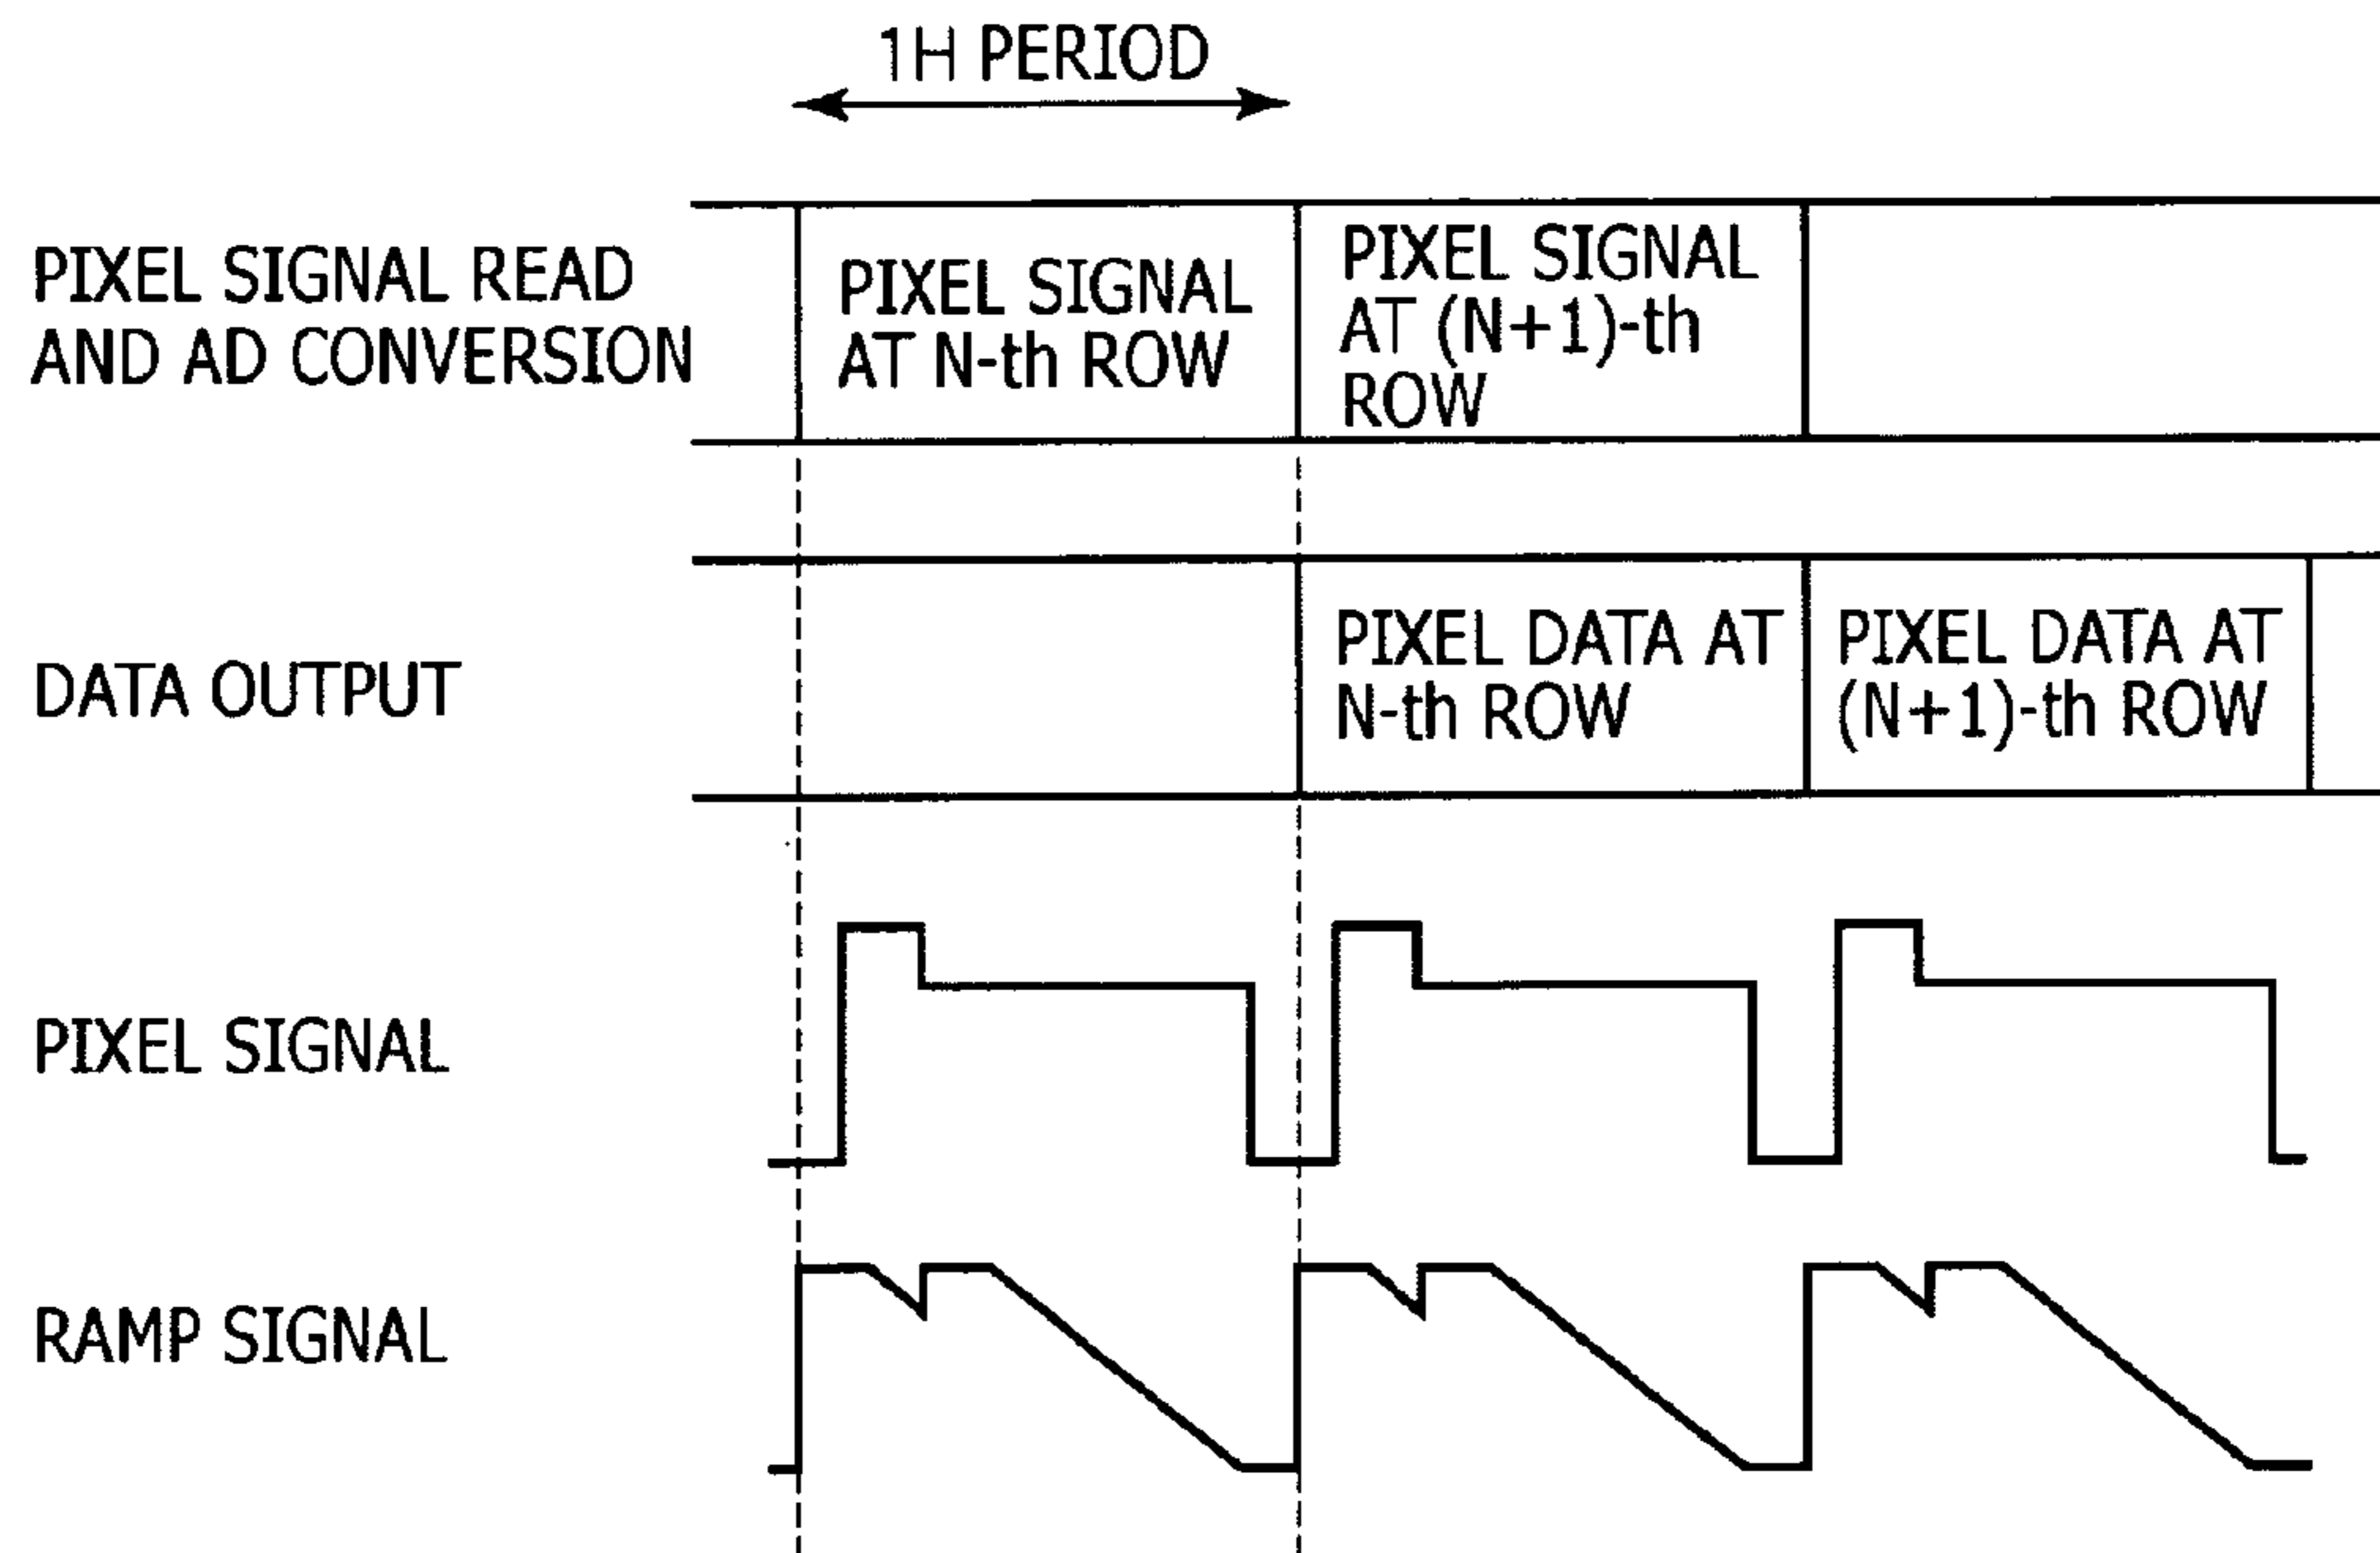 1H PERIOD
PIXEL SIGNAL READ
AND AD CONVERSION
PIXEL SIGNAL
AT N-th ROW
PIXEL SIGNAL
AT (N+1)-th
ROW
DATA OUTPUT
PIXEL DATA AT
N-th ROW
PIXEL DATA AT
(N+1)-th ROW
PIXEL SIGNAL
RAMP SIGNAL